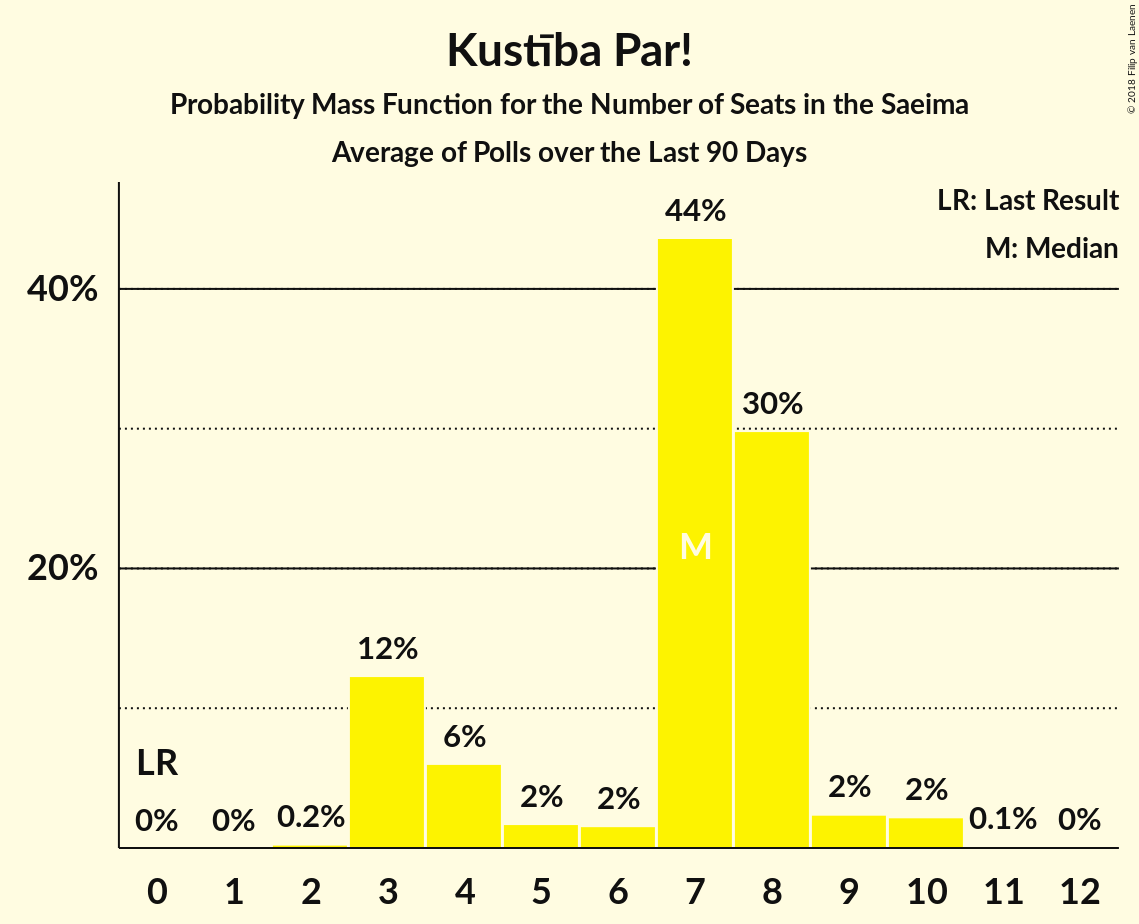 Kustība Par!
Probability Mass Function for the Number of Seats in the Saeima
Average of Polls over the Last 90 Days
© 2018 Filip van Laenen
LR: Last Result
M: Median
40%
20%
LR
0%
0%
0.2%
12%
6%
2%
2%
44%
M
30%
2%
2%
0.1%
0%
0 1 2 3 4 5 6 7 8 9 10 11 12